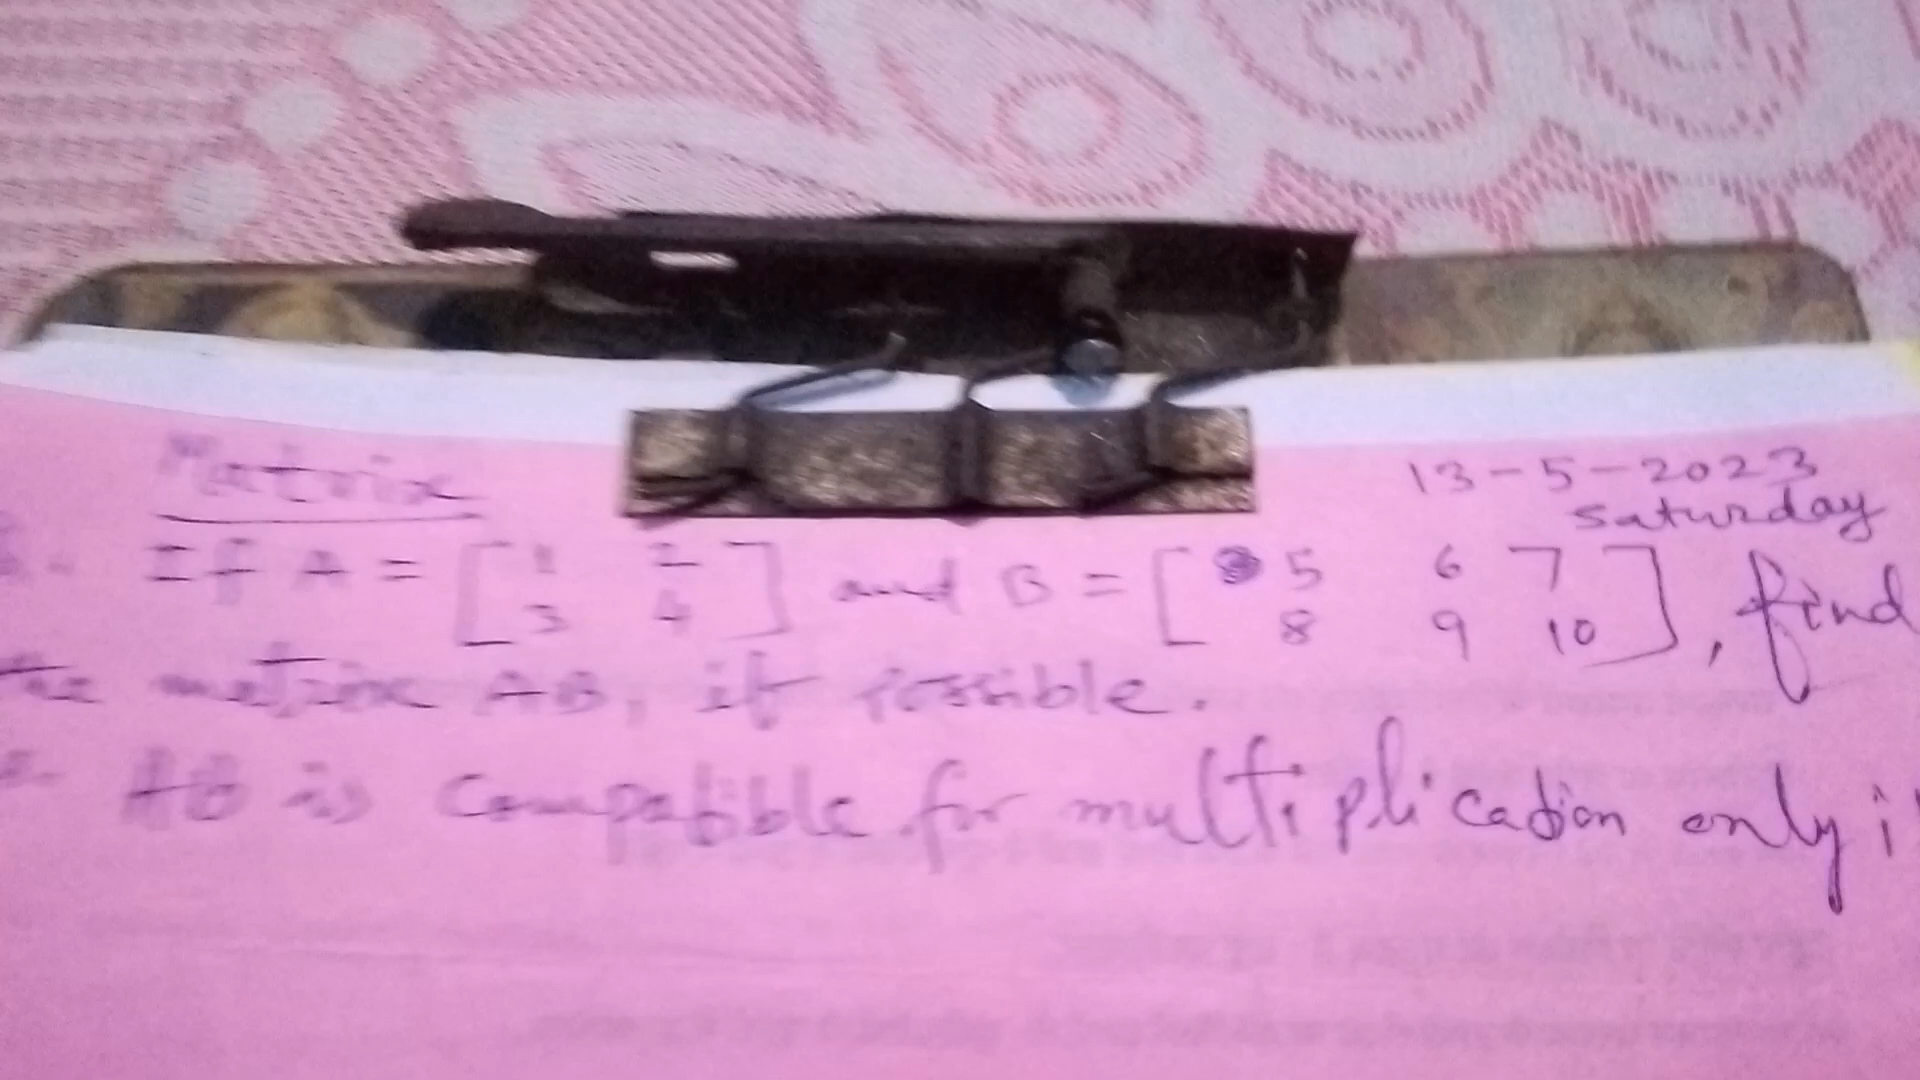 Matrix
13-5-2023
Saturday
If A = [ 1 2 ] and B = [ 5 6 7 ], find
3 4 8 9 10
the matrix AB, if possible.
AB is compatible for multiplication only i